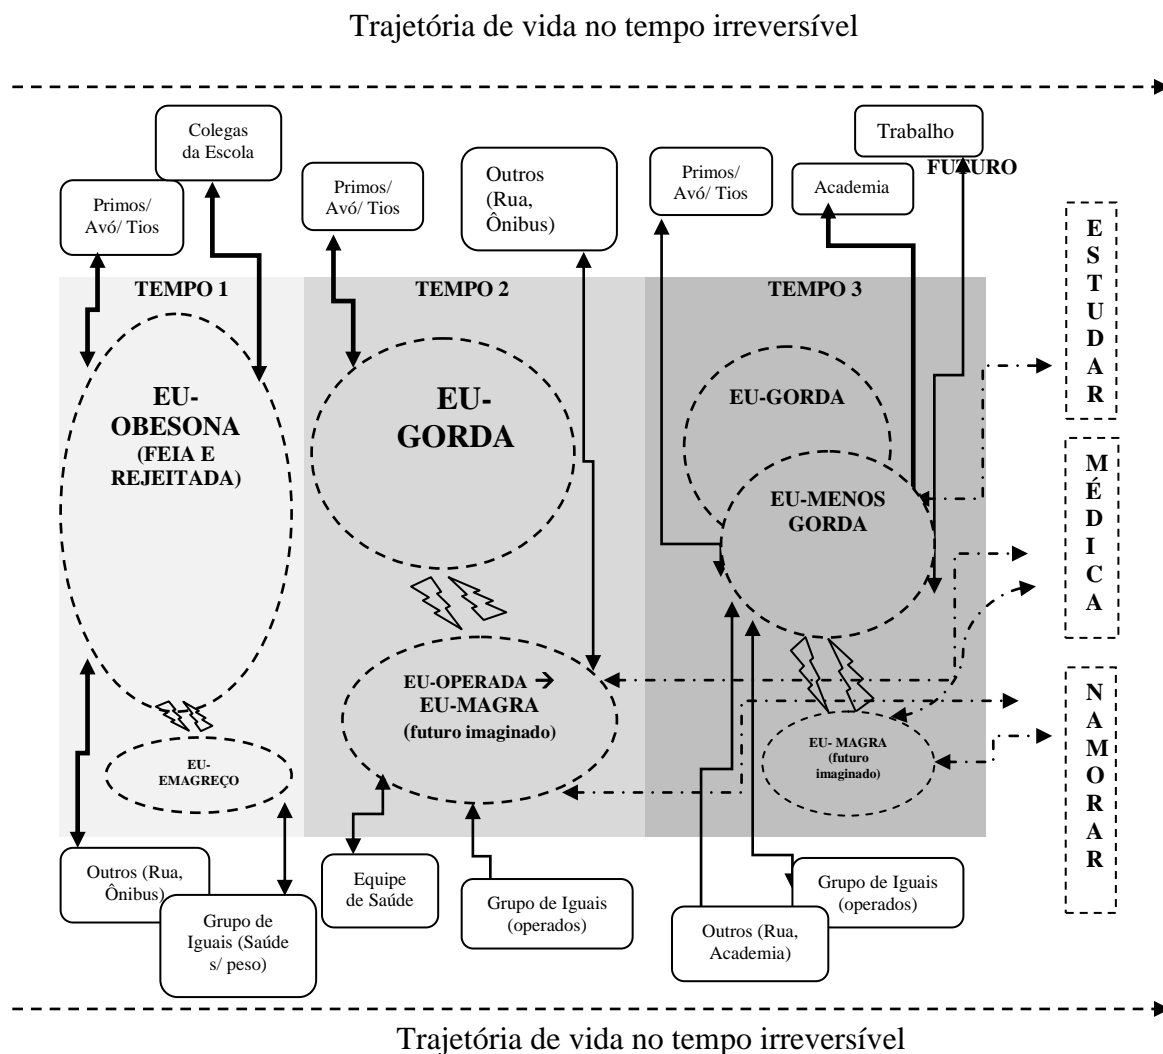 Trajetória de vida no tempo irreversível
Colegas
da Escola
Trabalho
FUTURO
Primos/
Avó/ Tios
Primos/
Avó/ Tios
Outros
(Rua,
Ônibus)
Primos/
Avó/ Tios
Academia
TEMPO 1
TEMPO 2
TEMPO 3
EU-
OBESONA
(FEIA E
REJEITADA)
EU-
GORDA
EU-GORDA
EU-MENOS
GORDA
EU-
EMAGREÇO
EU-OPERADA →
EU-MAGRA
(futuro imaginado)
EU- MAGRA
(futuro
imaginado)
E
S
T
U
D
A
R
M
É
D
I
C
A
N
A
M
O
R
A
R
Outros (Rua,
Ônibus)
Grupo de
Iguais (Saúde
s/ peso)
Equipe
de Saúde
Grupo de Iguais
(operados)
Outros (Rua,
Academia)
Grupo de Iguais
(operados)
Trajetória de vida no tempo irreversível